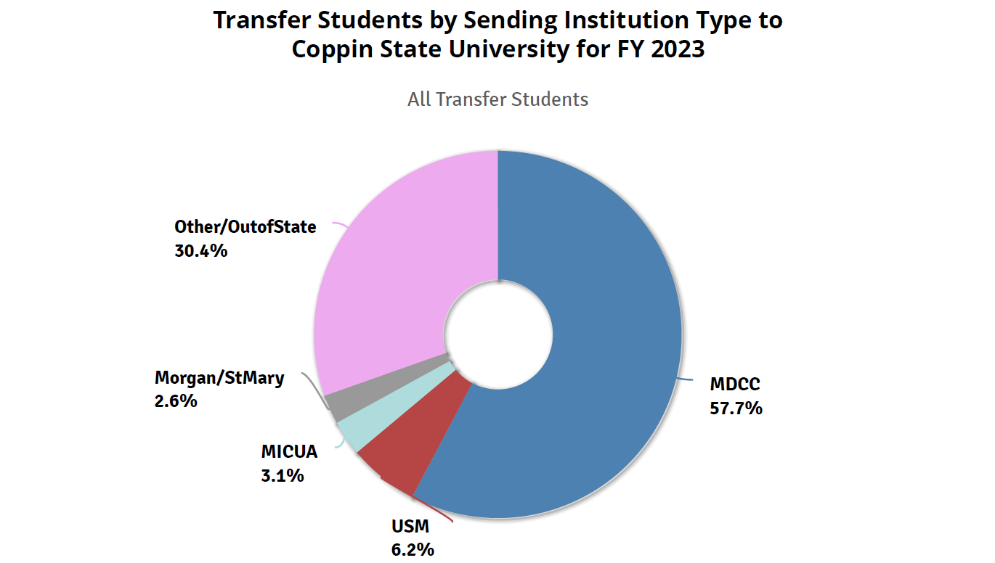 Transfer Students by Sending Institution Type to
Coppin State University for FY 2023
All Transfer Students
Other/OutofState
30.4%
Morgan/StMary
2.6%
MDCC
57.7%
MICUA
3.1%
USM
6.2%